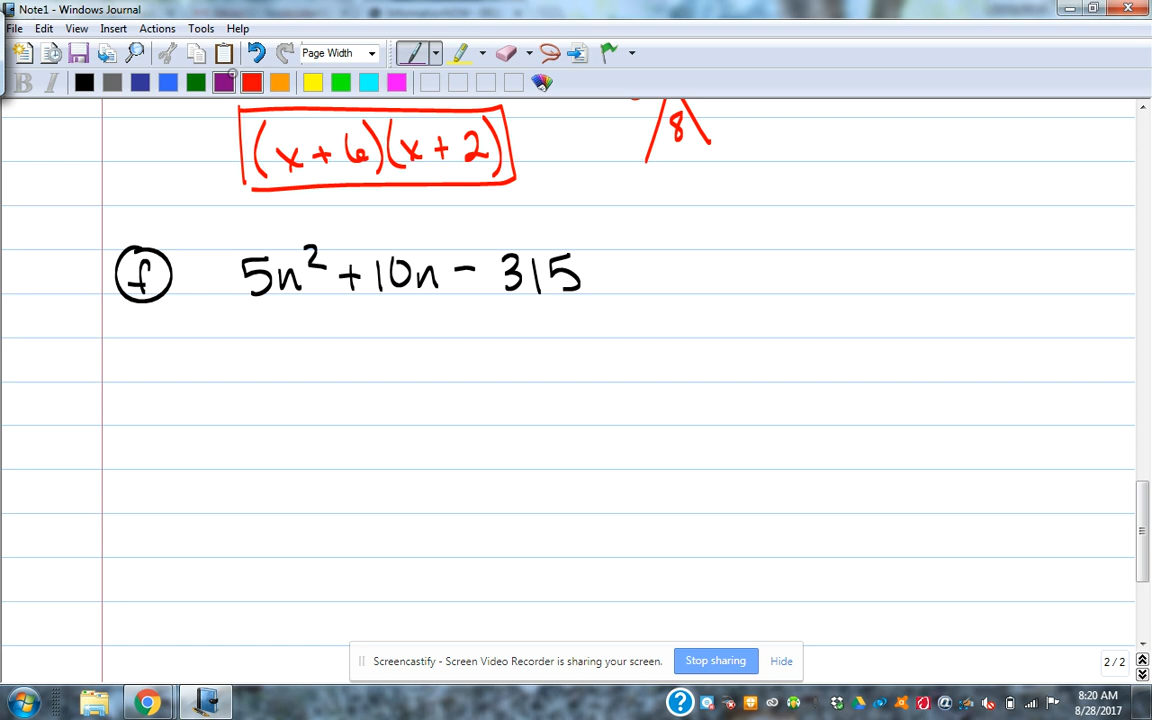 Note1 - Windows Journal
File Edit View Insert Actions Tools Help
Page Width
B I
(x + 6)(x + 2)
8
f 5n² + 10n - 315
Screencastify - Screen Video Recorder is sharing your screen. Stop sharing Hide
2 / 2
8:20 AM
8/28/2017